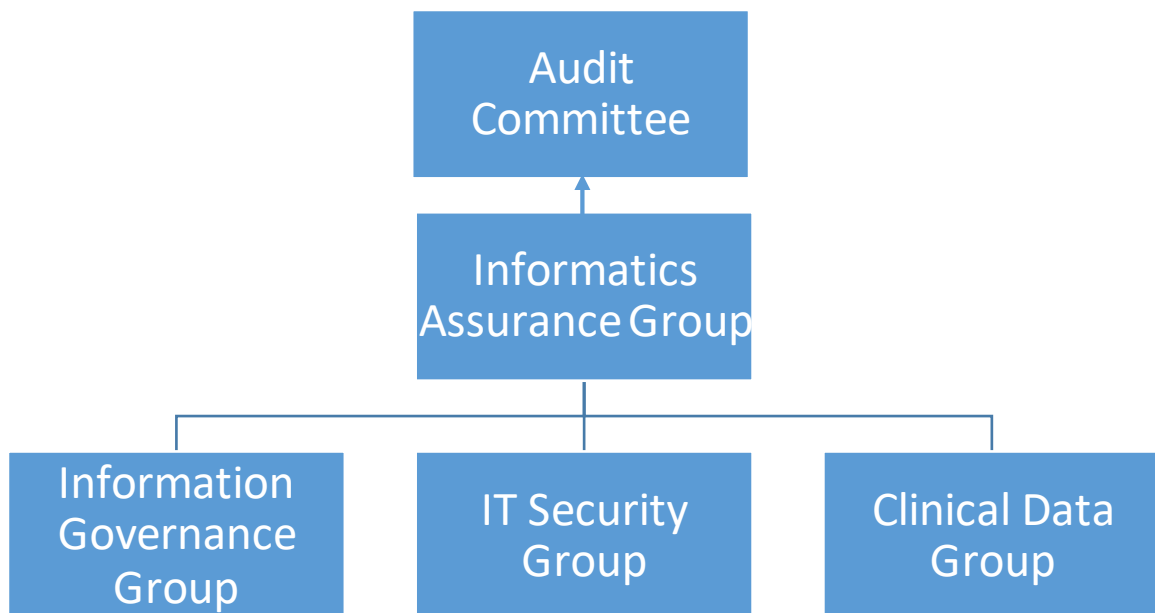 Audit
Committee
Informatics
Assurance Group
Information
Governance
Group
IT Security
Group
Clinical Data
Group